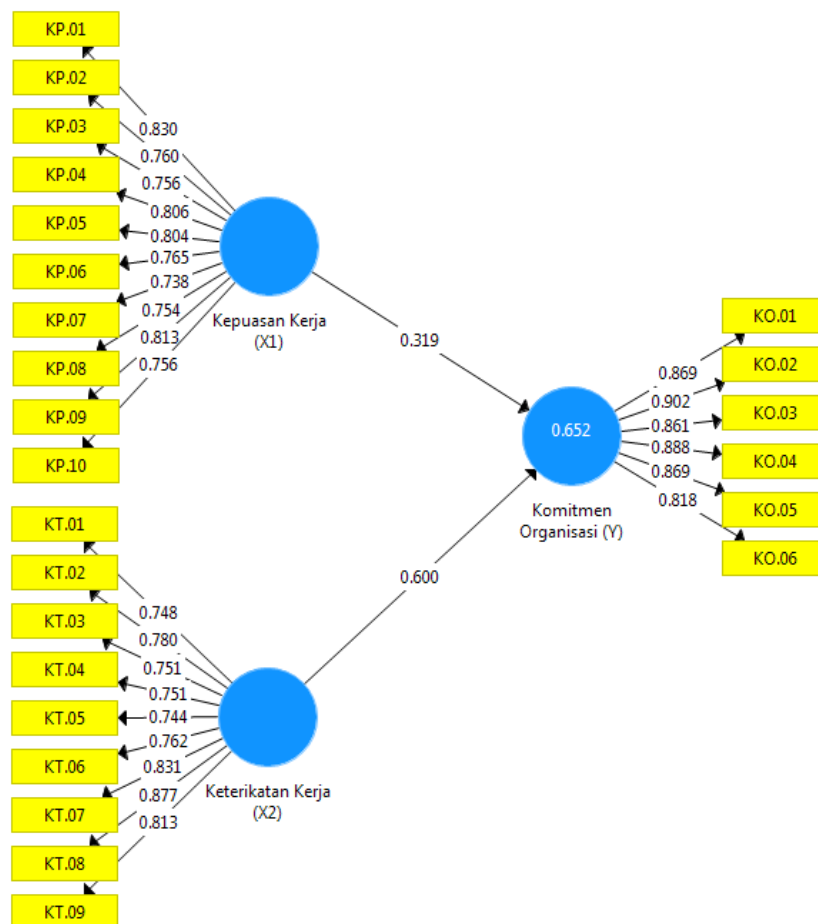 KP.01
KP.02
KP.03
KP.04
KP.05
KP.06
KP.07
KP.08
KP.09
KP.10
0.830
0.760
0.756
0.806
0.804
0.765
0.738
0.754
0.813
0.756
Kepuasan Kerja
(X1)
0.319
KT.01
KT.02
KT.03
KT.04
KT.05
KT.06
KT.07
KT.08
KT.09
0.748
0.780
0.751
0.751
0.744
0.762
0.831
0.877
0.813
Keterikatan Kerja
(X2)
0.600
0.652
Komitmen
Organisasi (Y)
0.869
0.902
0.861
0.888
0.869
0.818
KO.01
KO.02
KO.03
KO.04
KO.05
KO.06